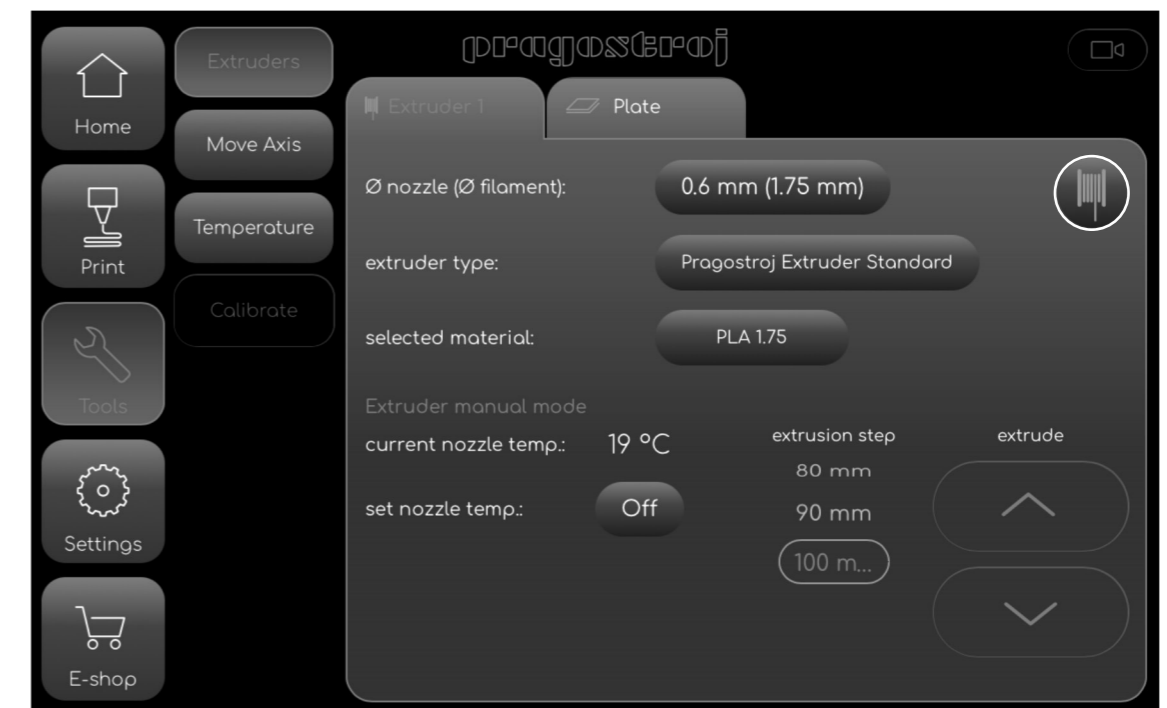 pragostroj
Home
Print
Tools
Settings
E-shop
Extruders
Move Axis
Temperature
Calibrate
Extruder 1
Plate
Ø nozzle (Ø filament): 0.6 mm (1.75 mm)
extruder type: Pragostroj Extruder Standard
selected material: PLA 1.75
Extruder manual mode
current nozzle temp.: 19 °C
set nozzle temp.: Off
extrusion step
80 mm
90 mm
100 m...
extrude